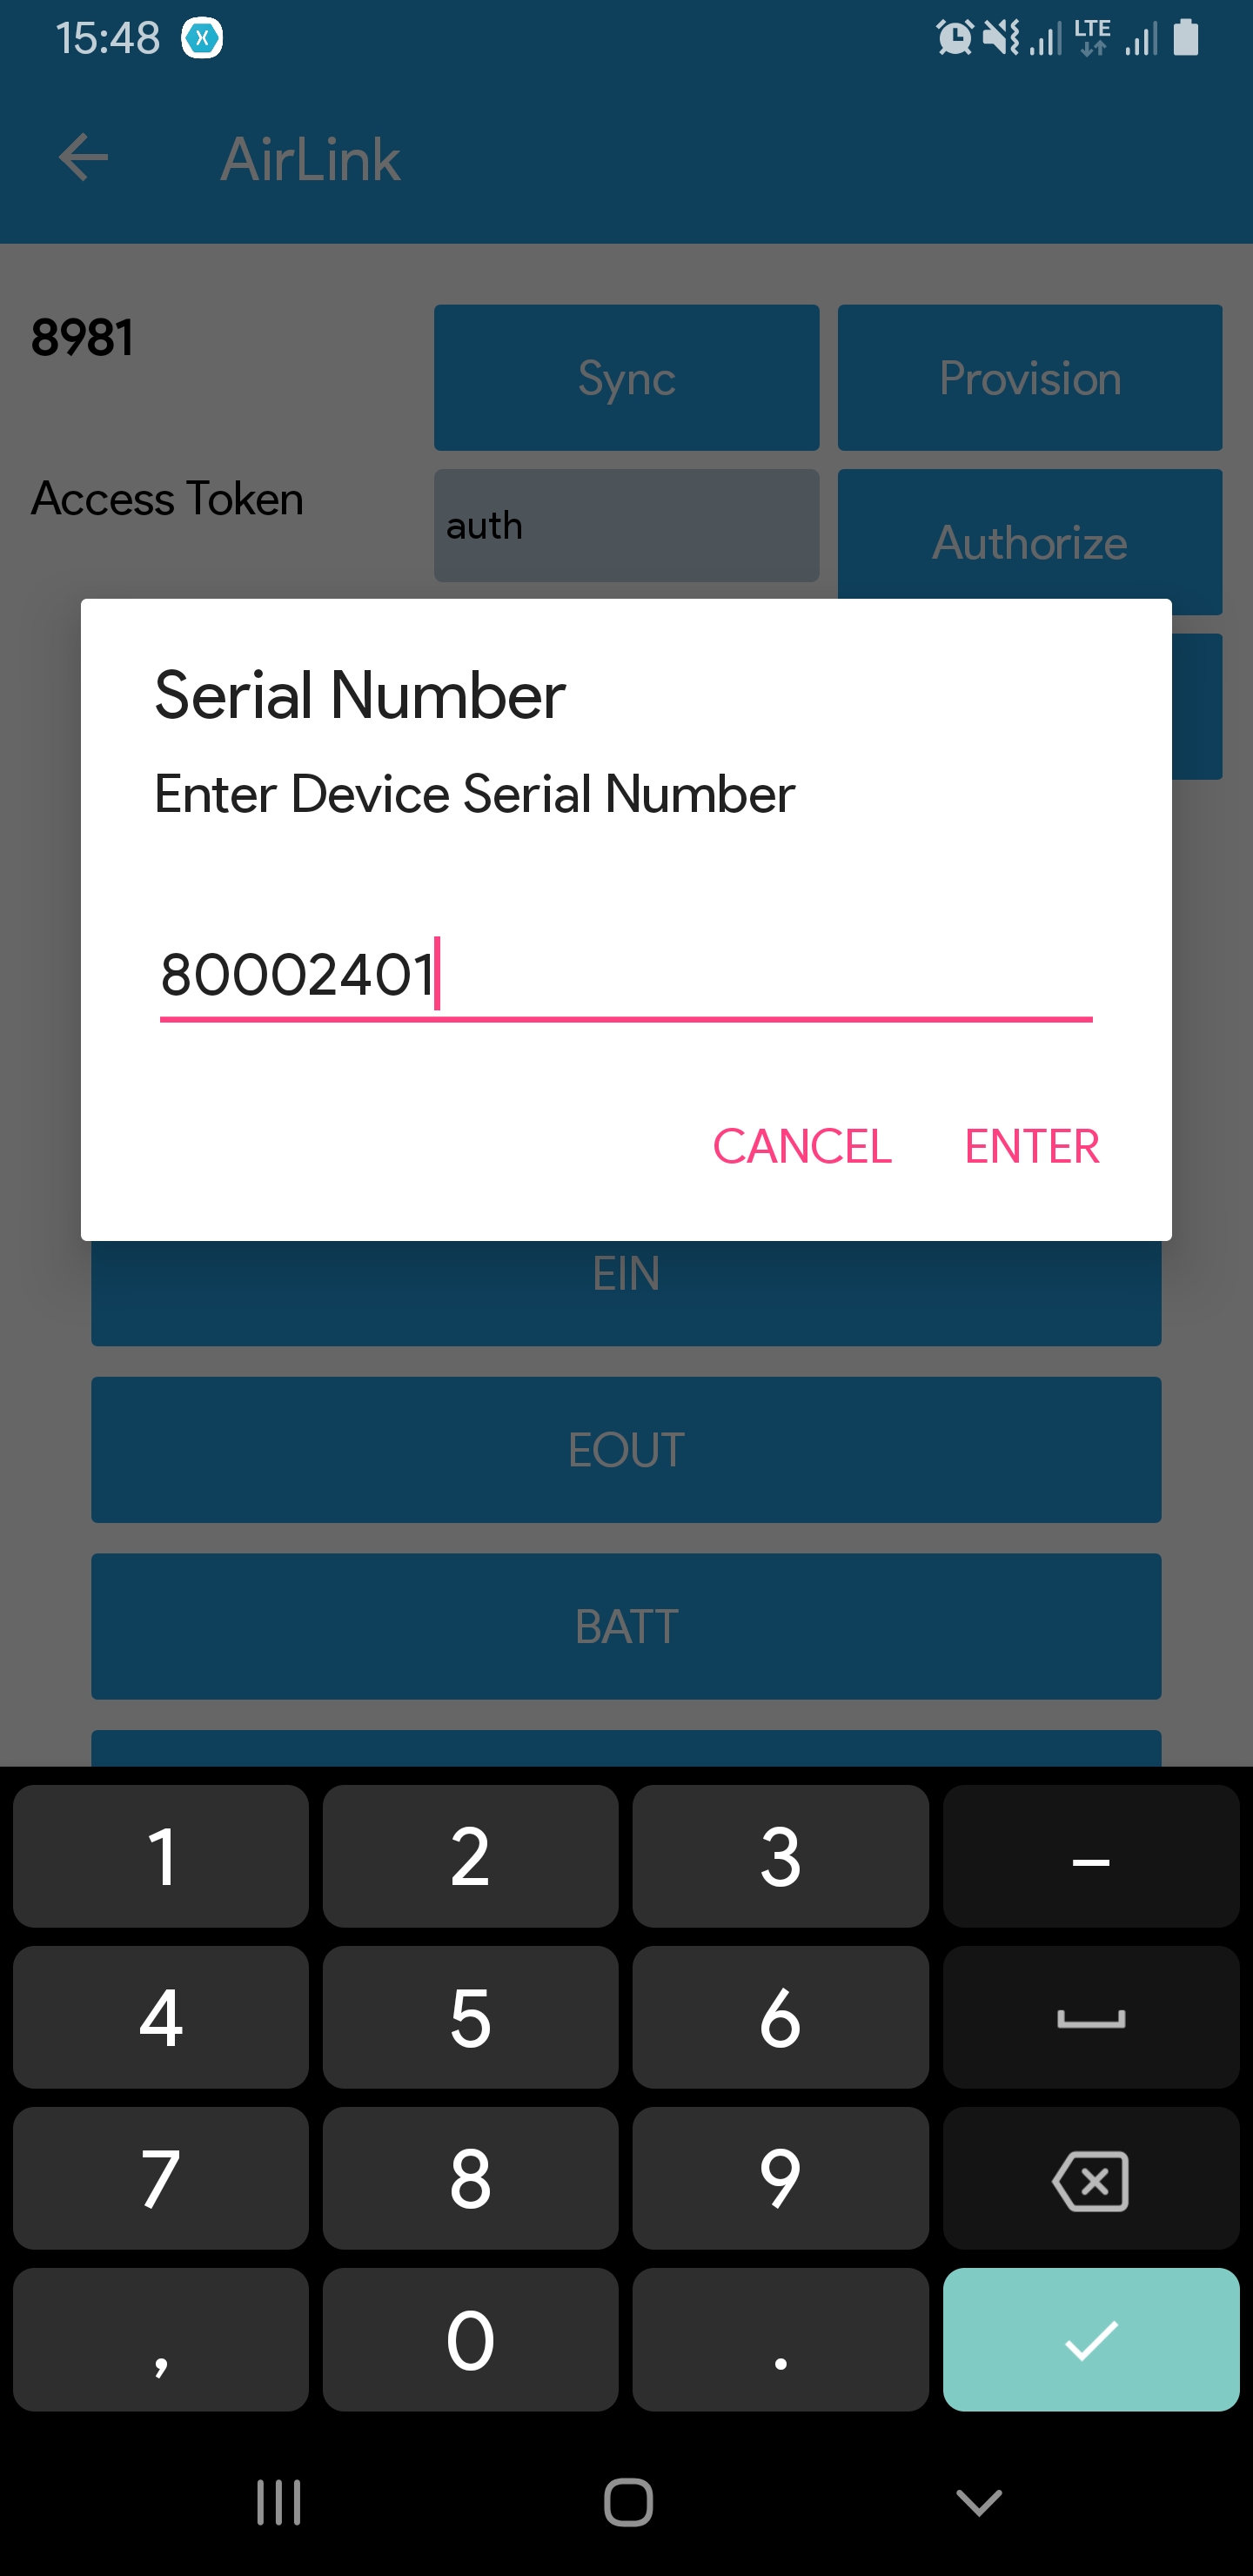 15:48 LTE
AirLink
8981 Sync Provision
Access Token auth Authorize
Serial Number
Enter Device Serial Number
80002401
CANCEL ENTER
EIN
EOUT
BATT
1 2 3 –
4 5 6
7 8 9
, 0 .